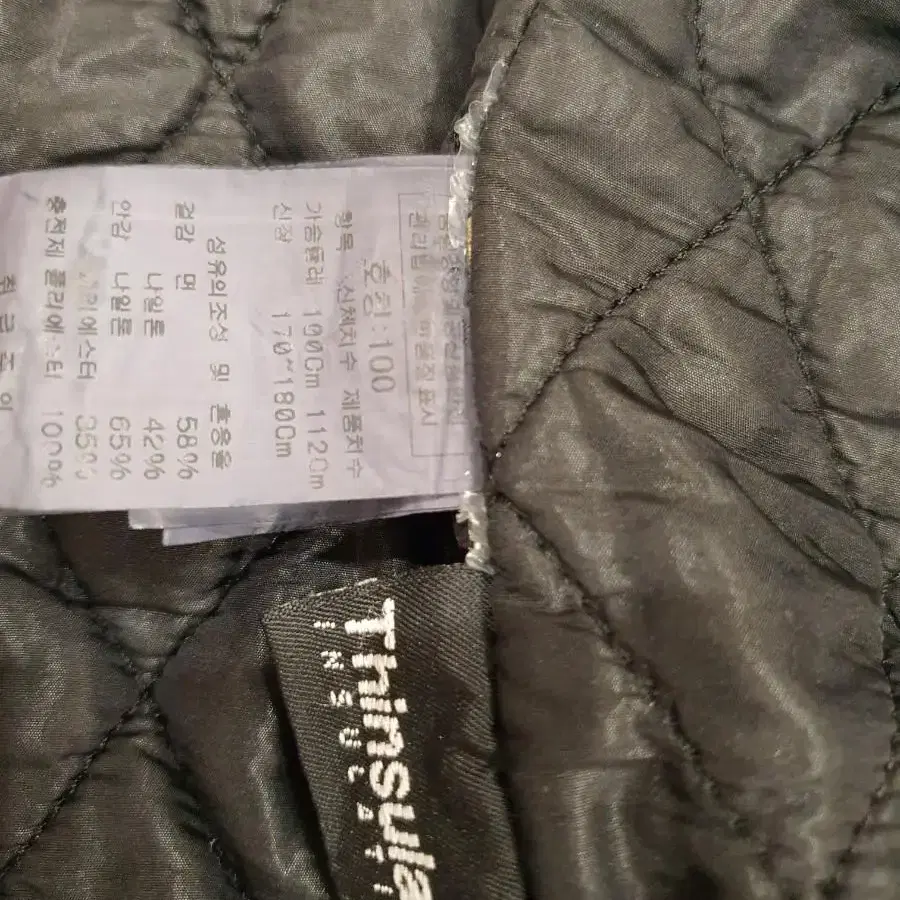 호칭:100
항목 신체치수 제품치수
가슴둘레 100Cm 112Cm
신장 170~180Cm
섬유의조성 및 혼용율
겉감 면 58%
나일론 42%
안감 나일론 65%
폴리에스터 35%
충전제 폴리에스터 100%
Thinsula
INSULAT